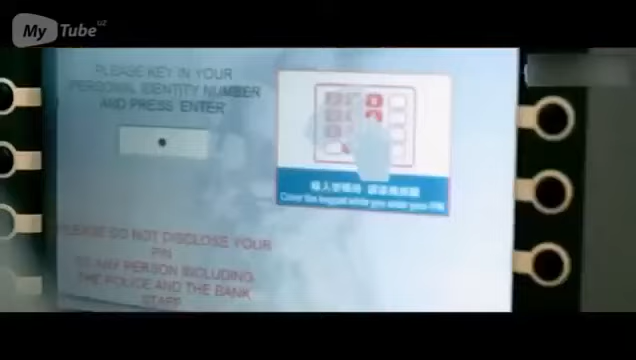 My Tube uz
PLEASE KEY IN YOUR
PERSONAL IDENTITY NUMBER
AND PRESS ENTER
Cover the keypad while you enter your PIN
PLEASE DO NOT DISCLOSE YOUR
PIN
TO ANY PERSON INCLUDING
THE POLICE AND THE BANK
STAFF